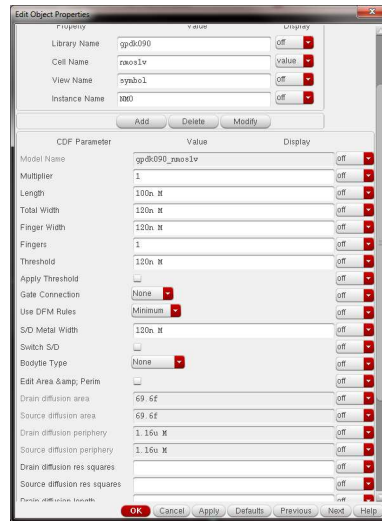 Edit Object Properties
Property Value Display
Library Name gpdk090 off
Cell Name nmos1v value
View Name symbol off
Instance Name NM0 off
Add Delete Modify
CDF Parameter Value Display
Model Name gpdk090_nmos1v off
Multiplier 1 off
Length 100n M off
Total Width 120n M off
Finger Width 120n M off
Fingers 1 off
Threshold 120n M off
Apply Threshold off
Gate Connection None off
Use DFM Rules Minimum off
S/D Metal Width 120n M off
Switch S/D off
Bodytie Type None off
Edit Area &amp; Perim off
Drain diffusion area 69.6f off
Source diffusion area 69.6f off
Drain diffusion periphery 1.16u M off
Source diffusion periphery 1.16u M off
Drain diffusion res squares off
Source diffusion res squares off
Drain diffusion length off
OK Cancel Apply Defaults Previous Next Help